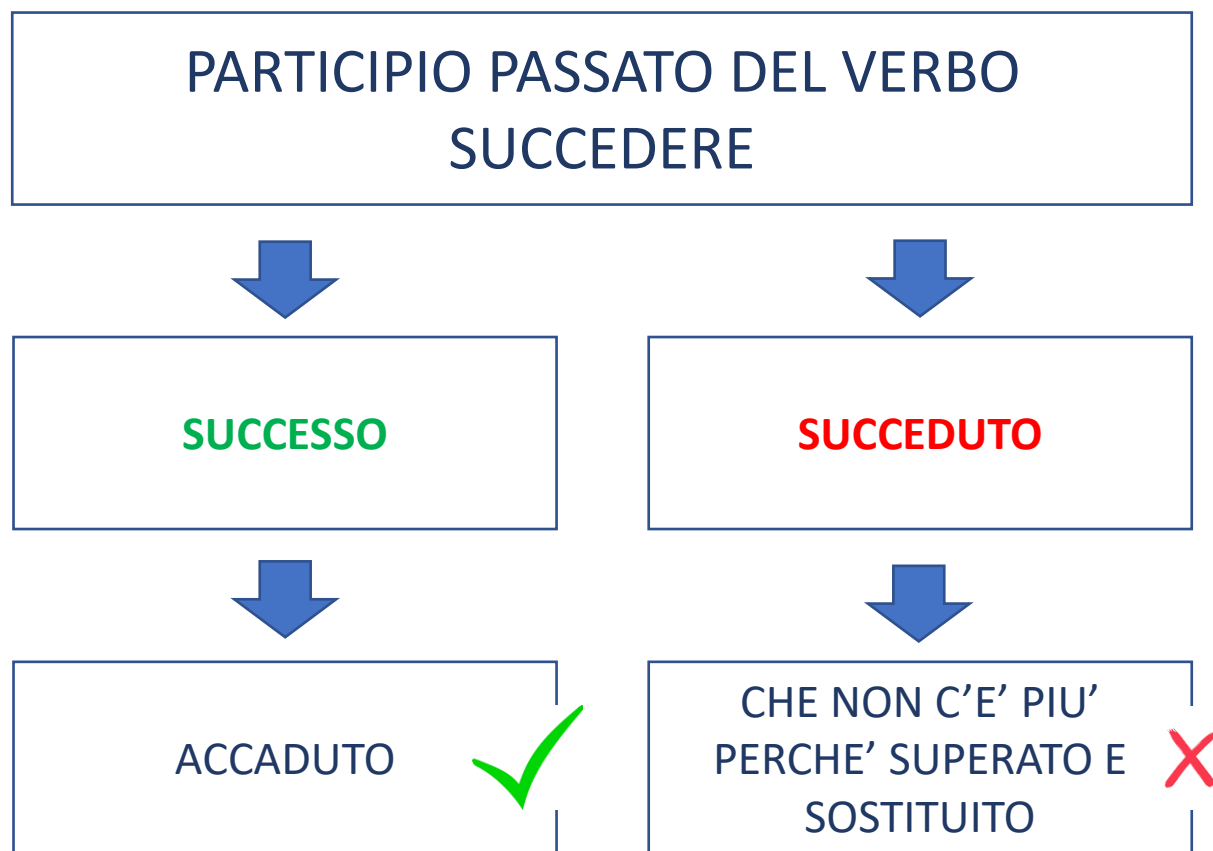 PARTICIPIO PASSATO DEL VERBO
SUCCEDERE
SUCCESSO
SUCCEDUTO
ACCADUTO
CHE NON C’E’ PIU’
PERCHE’ SUPERATO E
SOSTITUITO